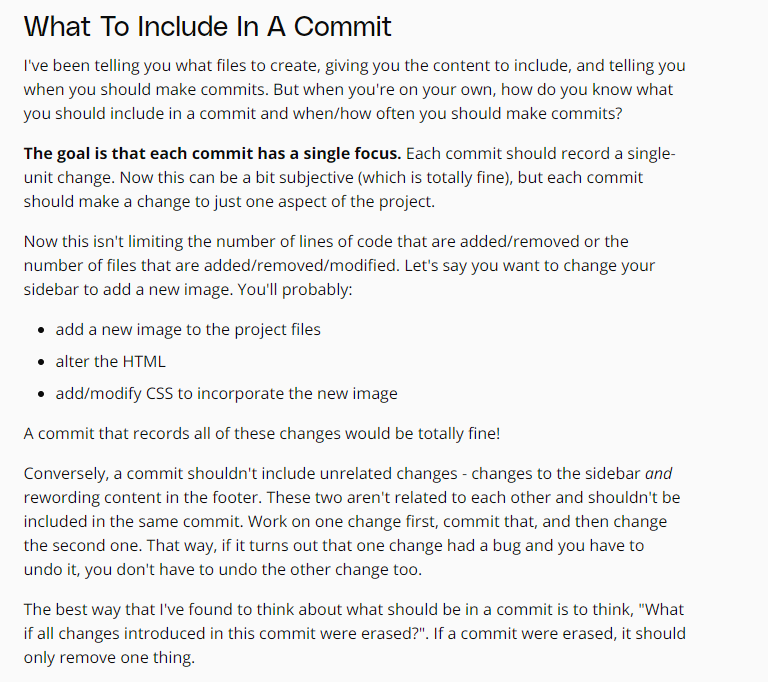 What To Include In A Commit
I've been telling you what files to create, giving you the content to include, and telling you
when you should make commits. But when you're on your own, how do you know what
you should include in a commit and when/how often you should make commits?
The goal is that each commit has a single focus. Each commit should record a single-
unit change. Now this can be a bit subjective (which is totally fine), but each commit
should make a change to just one aspect of the project.
Now this isn't limiting the number of lines of code that are added/removed or the
number of files that are added/removed/modified. Let's say you want to change your
sidebar to add a new image. You'll probably:
• add a new image to the project files
• alter the HTML
• add/modify CSS to incorporate the new image
A commit that records all of these changes would be totally fine!
Conversely, a commit shouldn't include unrelated changes - changes to the sidebar and
rewording content in the footer. These two aren't related to each other and shouldn't be
included in the same commit. Work on one change first, commit that, and then change
the second one. That way, if it turns out that one change had a bug and you have to
undo it, you don't have to undo the other change too.
The best way that I've found to think about what should be in a commit is to think, "What
if all changes introduced in this commit were erased?". If a commit were erased, it should
only remove one thing.